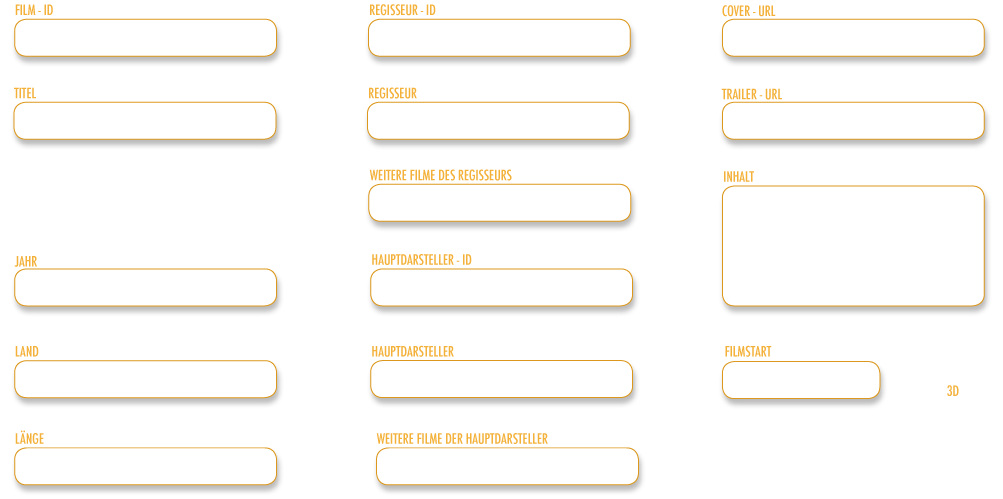 FILM - ID
TITEL
JAHR
LAND
LÄNGE
REGISSEUR - ID
REGISSEUR
WEITERE FILME DES REGISSEURS
HAUPTDARSTELLER - ID
HAUPTDARSTELLER
WEITERE FILME DER HAUPTDARSTELLER
COVER - URL
TRAILER - URL
INHALT
FILMSTART
3D